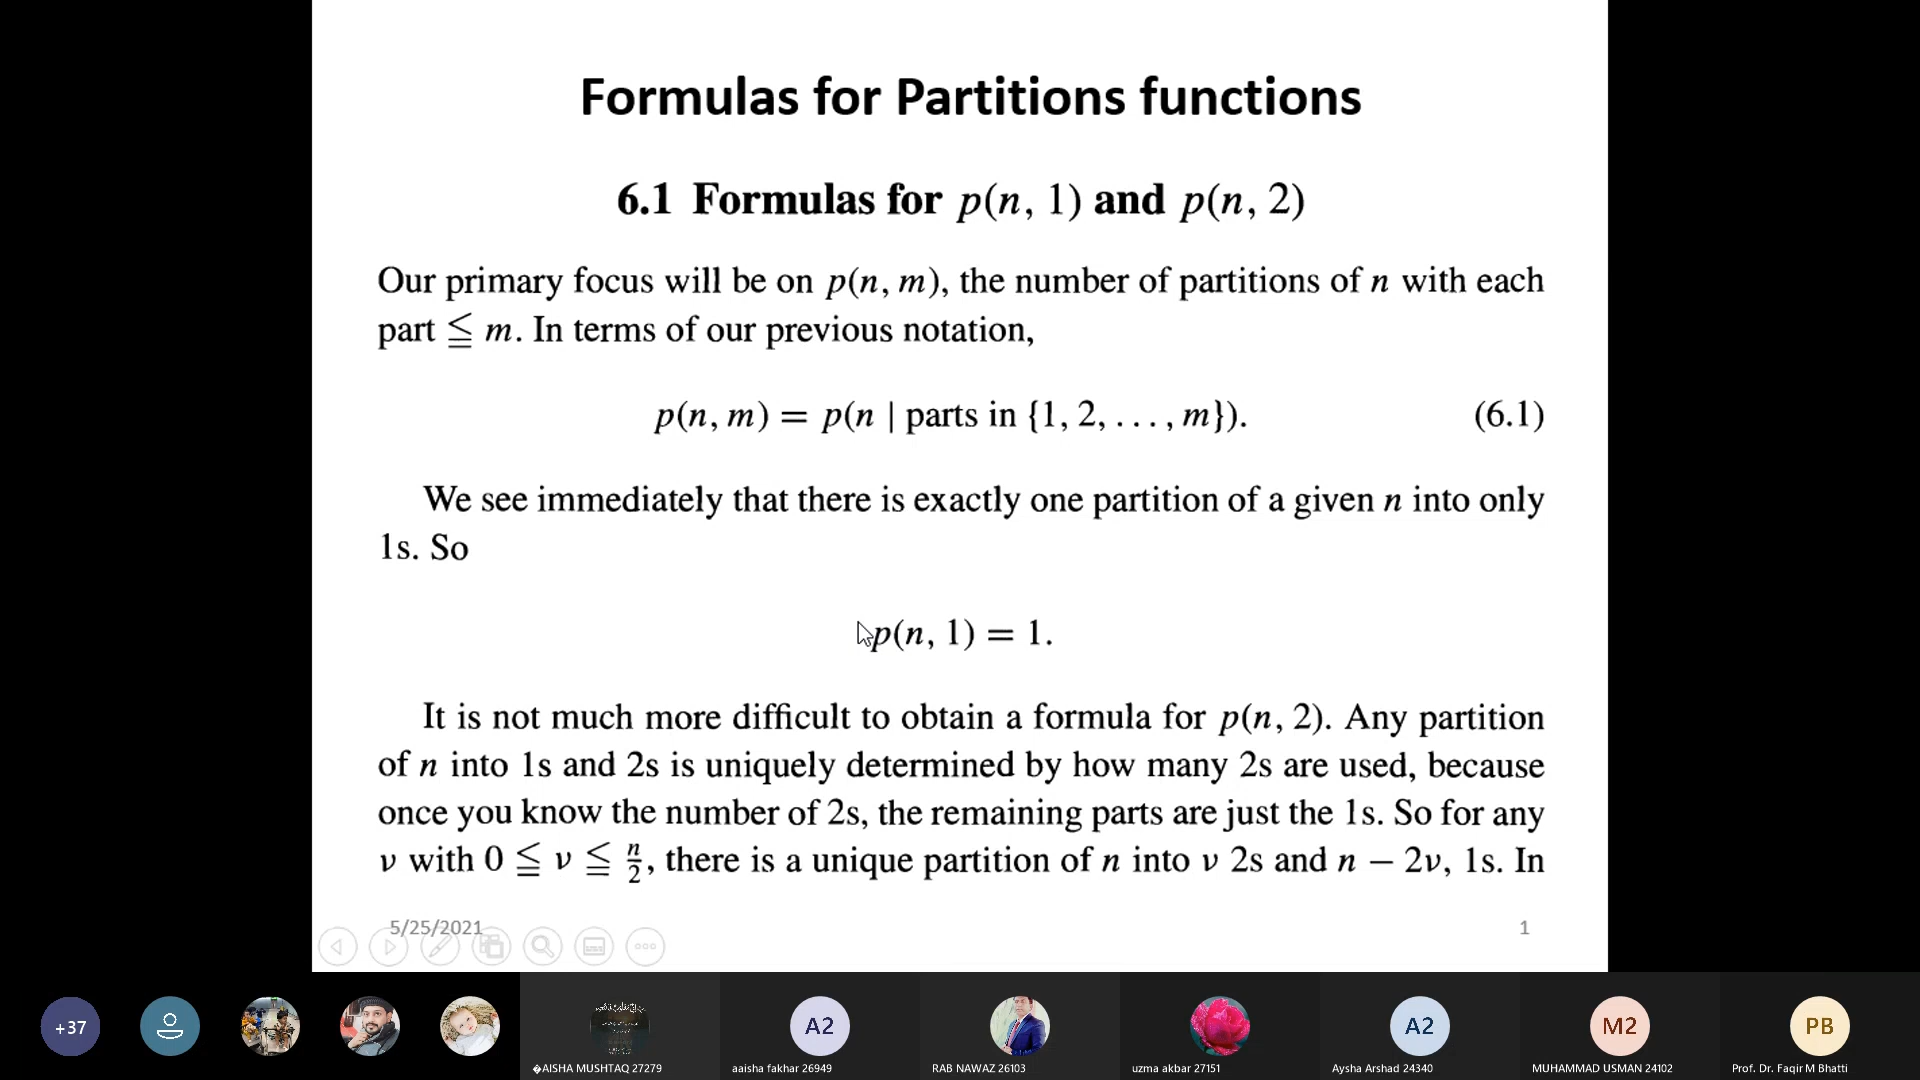 Formulas for Partitions functions
6.1 Formulas for p(n, 1) and p(n, 2)
Our primary focus will be on p(n, m), the number of partitions of n with each
part ≦ m. In terms of our previous notation,
p(n, m) = p(n | parts in {1, 2, . . . , m}). (6.1)
We see immediately that there is exactly one partition of a given n into only
1s. So
p(n, 1) = 1.
It is not much more difficult to obtain a formula for p(n, 2). Any partition
of n into 1s and 2s is uniquely determined by how many 2s are used, because
once you know the number of 2s, the remaining parts are just the 1s. So for any
ν with 0 ≦ ν ≦ n/2, there is a unique partition of n into ν 2s and n − 2ν, 1s. In
5/25/2021 1
+37 A2 A2 M2 PB
�AISHA MUSHTAQ 27279 aaisha fakhar 26949 RAB NAWAZ 26103 uzma akbar 27151 Aysha Arshad 24340 MUHAMMAD USMAN 24102 Prof. Dr. Faqir M Bhatti